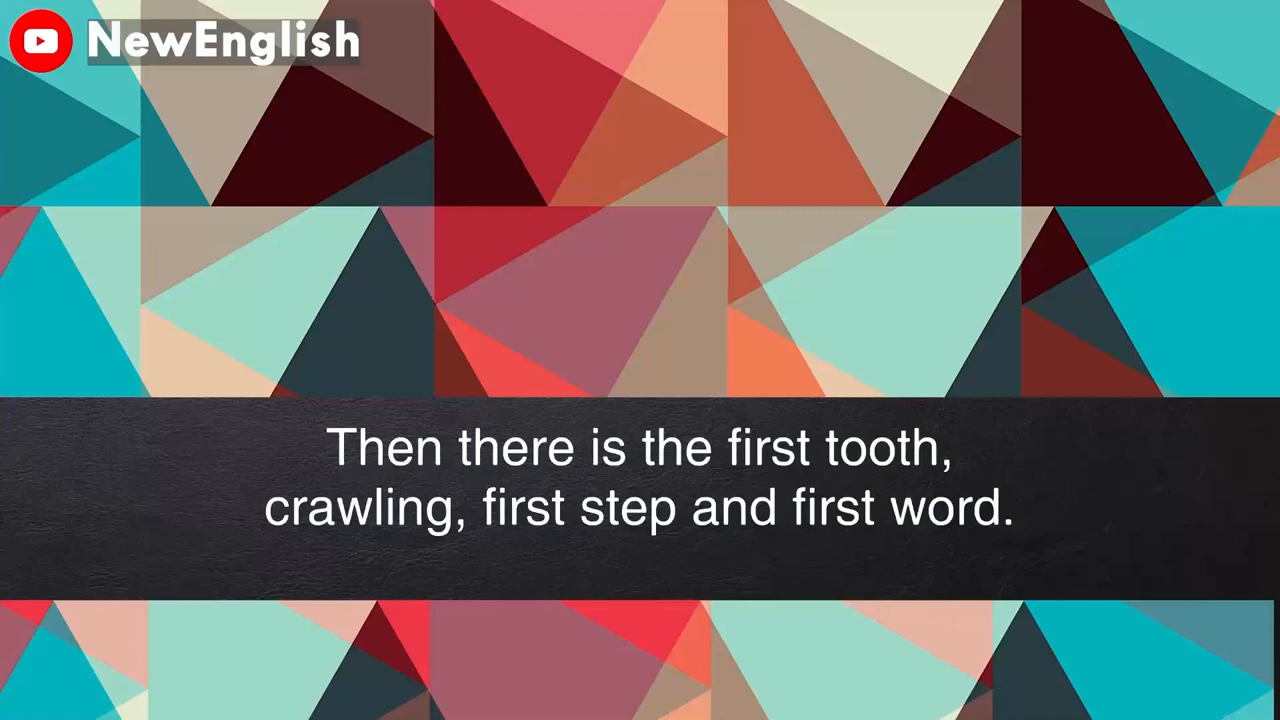 NewEnglish
Then there is the first tooth,
crawling, first step and first word.